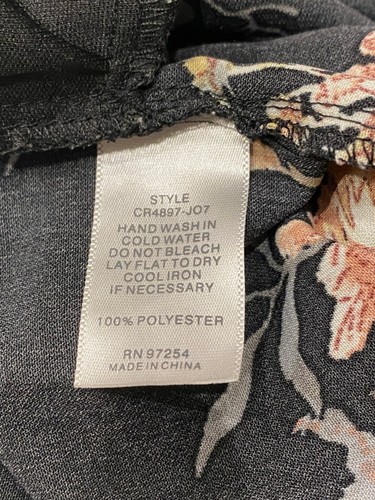 STYLE
CR4897-JO7
HAND WASH IN
COLD WATER
DO NOT BLEACH
LAY FLAT TO DRY
COOL IRON
IF NECESSARY
100% POLYESTER
RN 97254
MADE IN CHINA